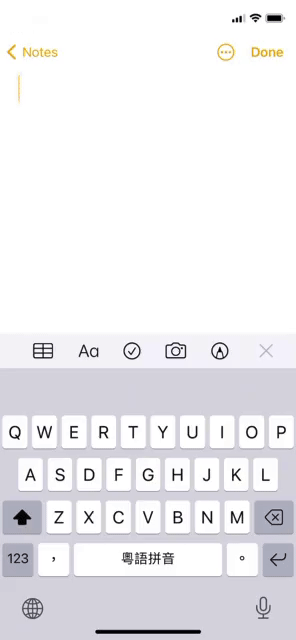 Notes
Done
Aa
Q W E R T Y U I O P
A S D F G H J K L
Z X C V B N M
123 ， 粵語拼音 。